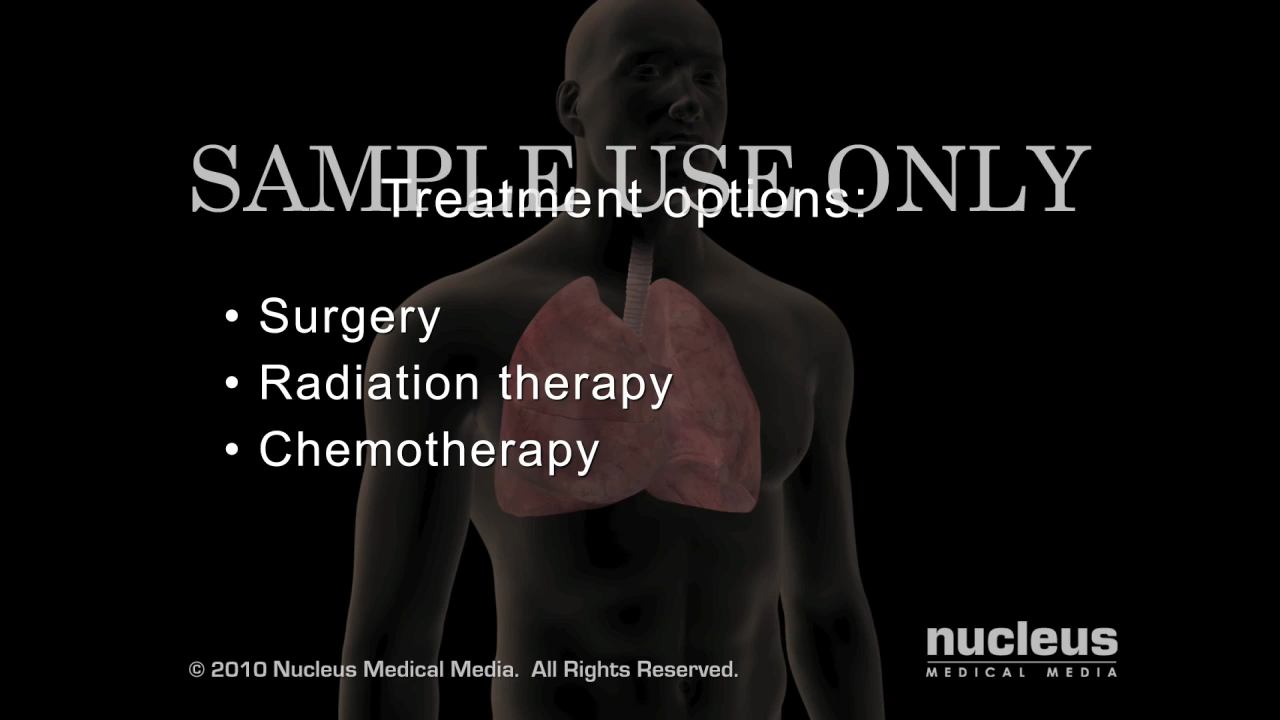 SAMPLE USE ONLY
Treatment options:
• Surgery
• Radiation therapy
• Chemotherapy
nucleus
MEDICAL MEDIA
© 2010 Nucleus Medical Media. All Rights Reserved.